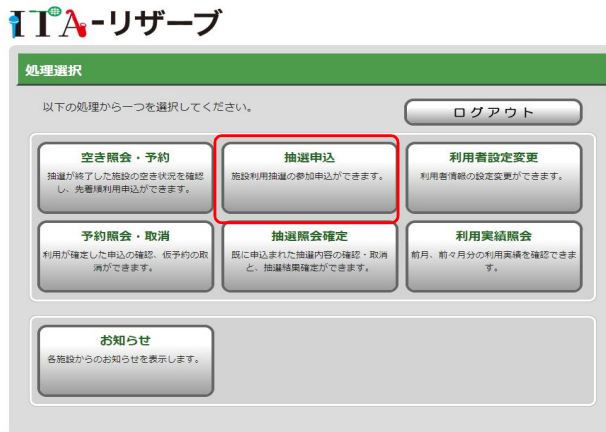 ITA-リザーブ
処理選択
以下の処理から一つを選択してください。
ログアウト
空き照会・予約
抽選が終了した施設の空き状況を確認
し、先着順利用申込ができます。
抽選申込
施設利用抽選の参加申込ができます。
利用者設定変更
利用者情報の設定変更ができます。
予約照会・取消
利用が確定した申込の確認、仮予約の取
消ができます。
抽選照会確定
既に申込まれた抽選内容の確認・取消
と、抽選結果確定ができます。
利用実績照会
前月、前々月分の利用実績を確認できま
す。
お知らせ
各施設からのお知らせを表示します。